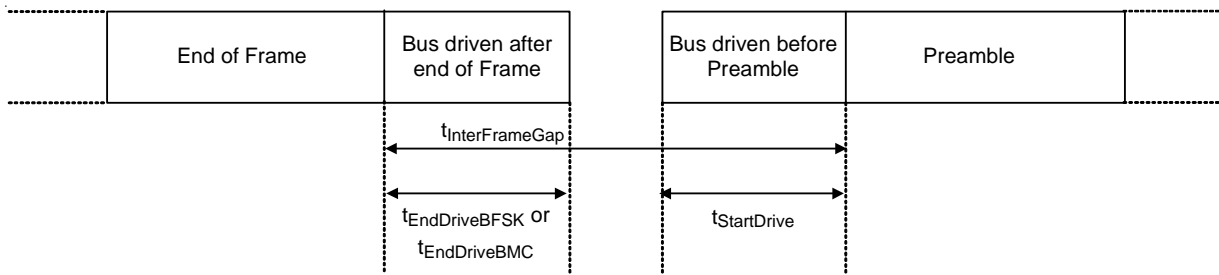 End of Frame
Bus driven after
end of Frame
Bus driven before
Preamble
Preamble
tInterFrameGap
tEndDriveBFSK or
tEndDriveBMC
tStartDrive